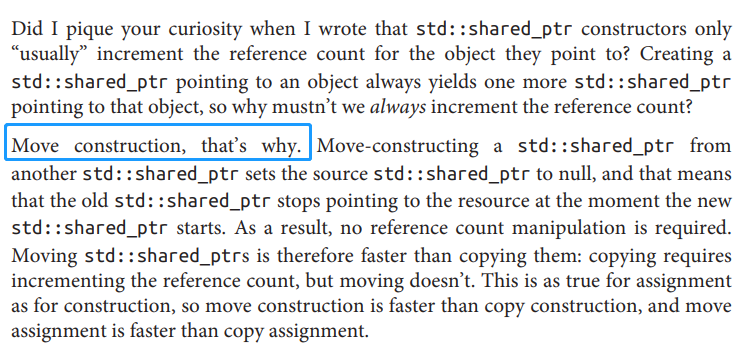 Did I pique your curiosity when I wrote that std::shared_ptr constructors only
“usually” increment the reference count for the object they point to? Creating a
std::shared_ptr pointing to an object always yields one more std::shared_ptr
pointing to that object, so why mustn’t we always increment the reference count?
Move construction, that’s why. Move-constructing a std::shared_ptr from
another std::shared_ptr sets the source std::shared_ptr to null, and that means
that the old std::shared_ptr stops pointing to the resource at the moment the new
std::shared_ptr starts. As a result, no reference count manipulation is required.
Moving std::shared_ptrs is therefore faster than copying them: copying requires
incrementing the reference count, but moving doesn’t. This is as true for assignment
as for construction, so move construction is faster than copy construction, and move
assignment is faster than copy assignment.